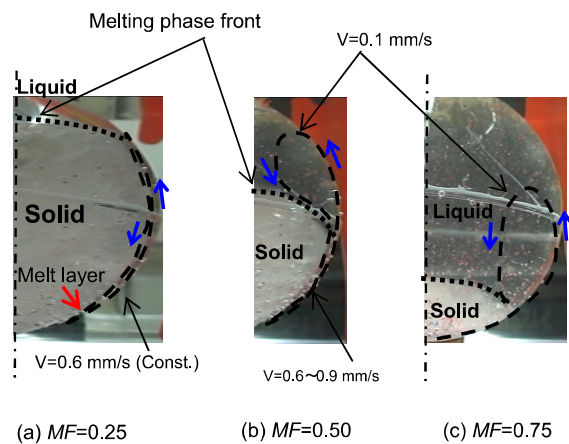 Melting phase front
V=0.1 mm/s
Liquid
Solid
Melt layer
V=0.6 mm/s (Const.)
Solid
V=0.6～0.9 mm/s
Liquid
Solid
(a) MF=0.25
(b) MF=0.50
(c) MF=0.75